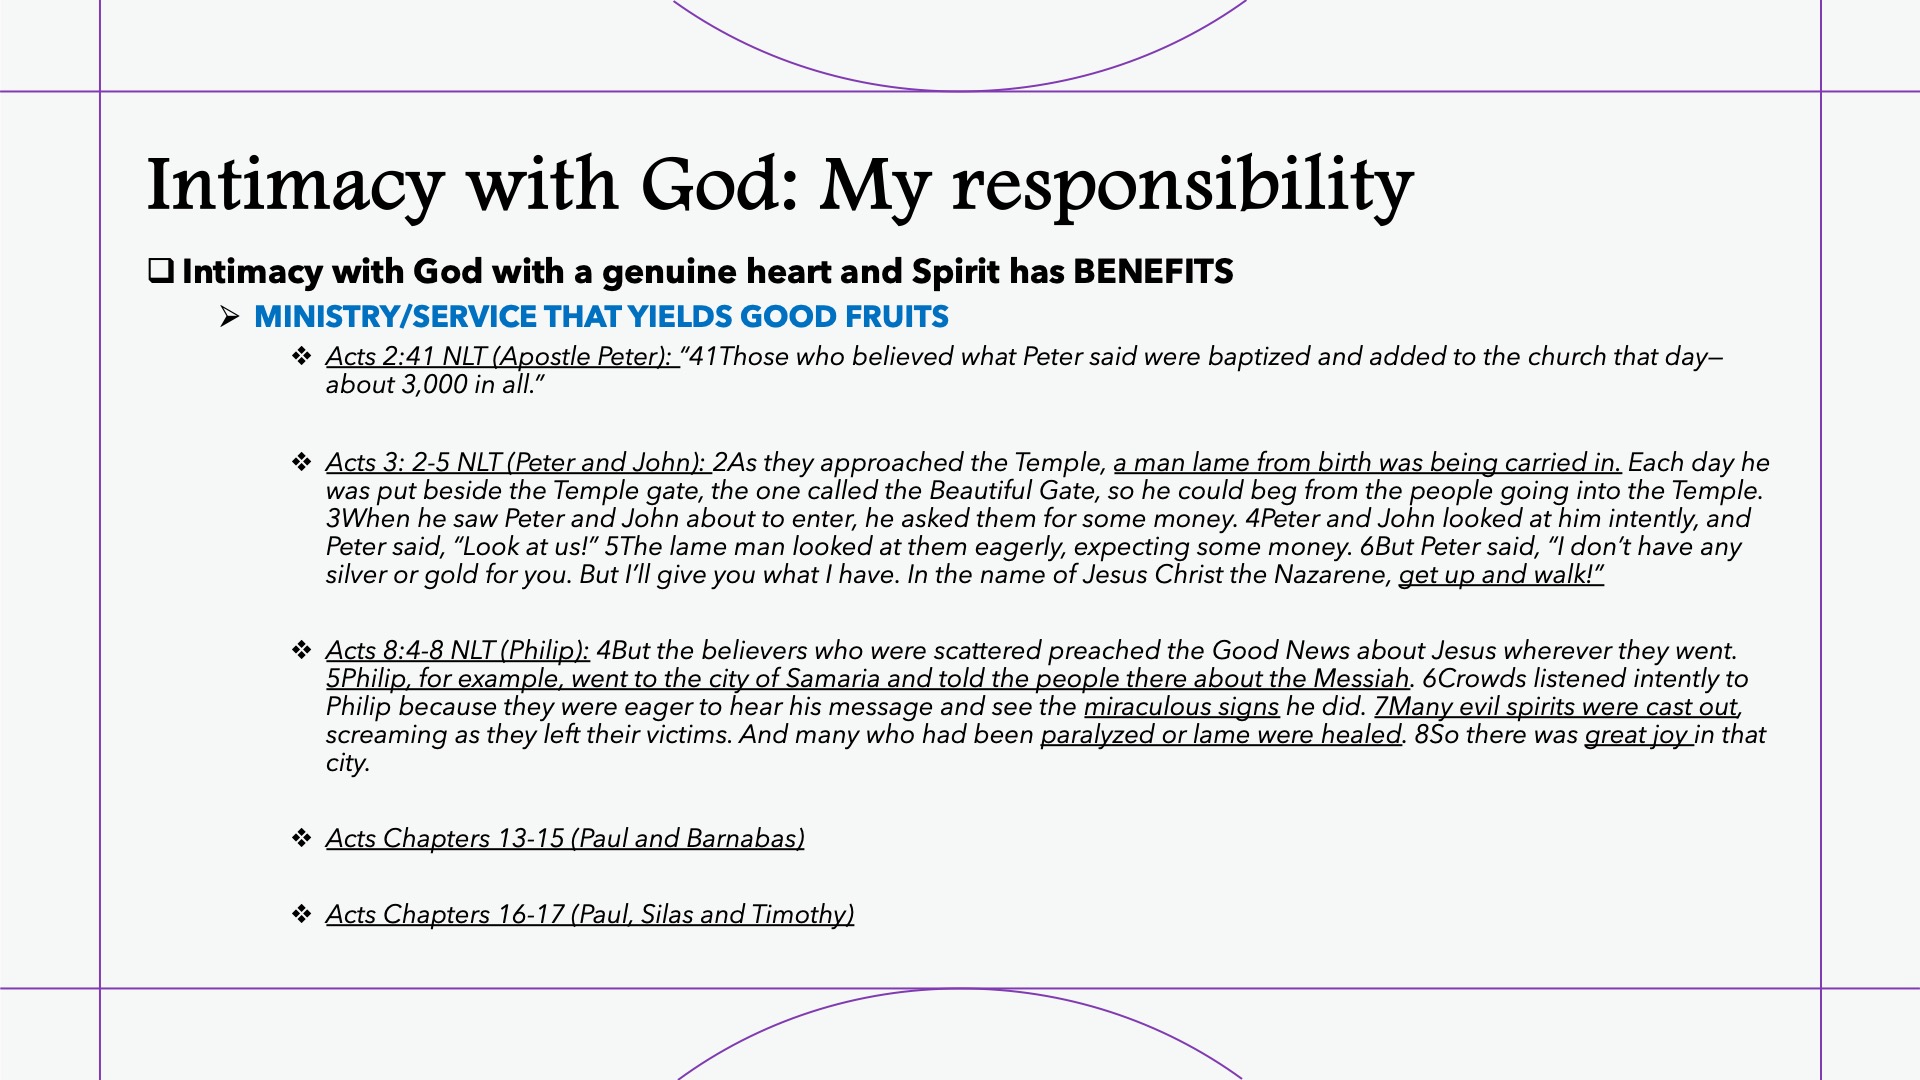 Intimacy with God: My responsibility
❑ Intimacy with God with a genuine heart and Spirit has BENEFITS
➢ MINISTRY/SERVICE THAT YIELDS GOOD FRUITS
❖ Acts 2:41 NLT (Apostle Peter): “41Those who believed what Peter said were baptized and added to the church that day—
about 3,000 in all.”
❖ Acts 3: 2-5 NLT (Peter and John): 2As they approached the Temple, a man lame from birth was being carried in. Each day he
was put beside the Temple gate, the one called the Beautiful Gate, so he could beg from the people going into the Temple.
3When he saw Peter and John about to enter, he asked them for some money. 4Peter and John looked at him intently, and
Peter said, “Look at us!” 5The lame man looked at them eagerly, expecting some money. 6But Peter said, “I don’t have any
silver or gold for you. But I’ll give you what I have. In the name of Jesus Christ the Nazarene, get up and walk!”
❖ Acts 8:4-8 NLT (Philip): 4But the believers who were scattered preached the Good News about Jesus wherever they went.
5Philip, for example, went to the city of Samaria and told the people there about the Messiah. 6Crowds listened intently to
Philip because they were eager to hear his message and see the miraculous signs he did. 7Many evil spirits were cast out,
screaming as they left their victims. And many who had been paralyzed or lame were healed. 8So there was great joy in that
city.
❖ Acts Chapters 13-15 (Paul and Barnabas)
❖ Acts Chapters 16-17 (Paul, Silas and Timothy)